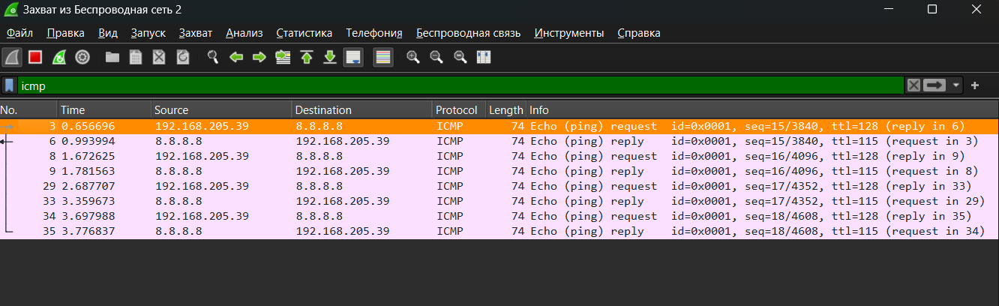 Захват из Беспроводная сеть 2
Файл Правка Вид Запуск Захват Анализ Статистика Телефония Беспроводная связь Инструменты Справка
icmp
No. Time Source Destination Protocol Length Info
3 0.656696 192.168.205.39 8.8.8.8 ICMP 74 Echo (ping) request id=0x0001, seq=15/3840, ttl=128 (reply in 6)
6 0.993994 8.8.8.8 192.168.205.39 ICMP 74 Echo (ping) reply id=0x0001, seq=15/3840, ttl=115 (request in 3)
8 1.672625 192.168.205.39 8.8.8.8 ICMP 74 Echo (ping) request id=0x0001, seq=16/4096, ttl=128 (reply in 9)
9 1.781563 8.8.8.8 192.168.205.39 ICMP 74 Echo (ping) reply id=0x0001, seq=16/4096, ttl=115 (request in 8)
29 2.687707 192.168.205.39 8.8.8.8 ICMP 74 Echo (ping) request id=0x0001, seq=17/4352, ttl=128 (reply in 33)
33 3.359673 8.8.8.8 192.168.205.39 ICMP 74 Echo (ping) reply id=0x0001, seq=17/4352, ttl=115 (request in 29)
34 3.697988 192.168.205.39 8.8.8.8 ICMP 74 Echo (ping) request id=0x0001, seq=18/4608, ttl=128 (reply in 35)
35 3.776837 8.8.8.8 192.168.205.39 ICMP 74 Echo (ping) reply id=0x0001, seq=18/4608, ttl=115 (request in 34)